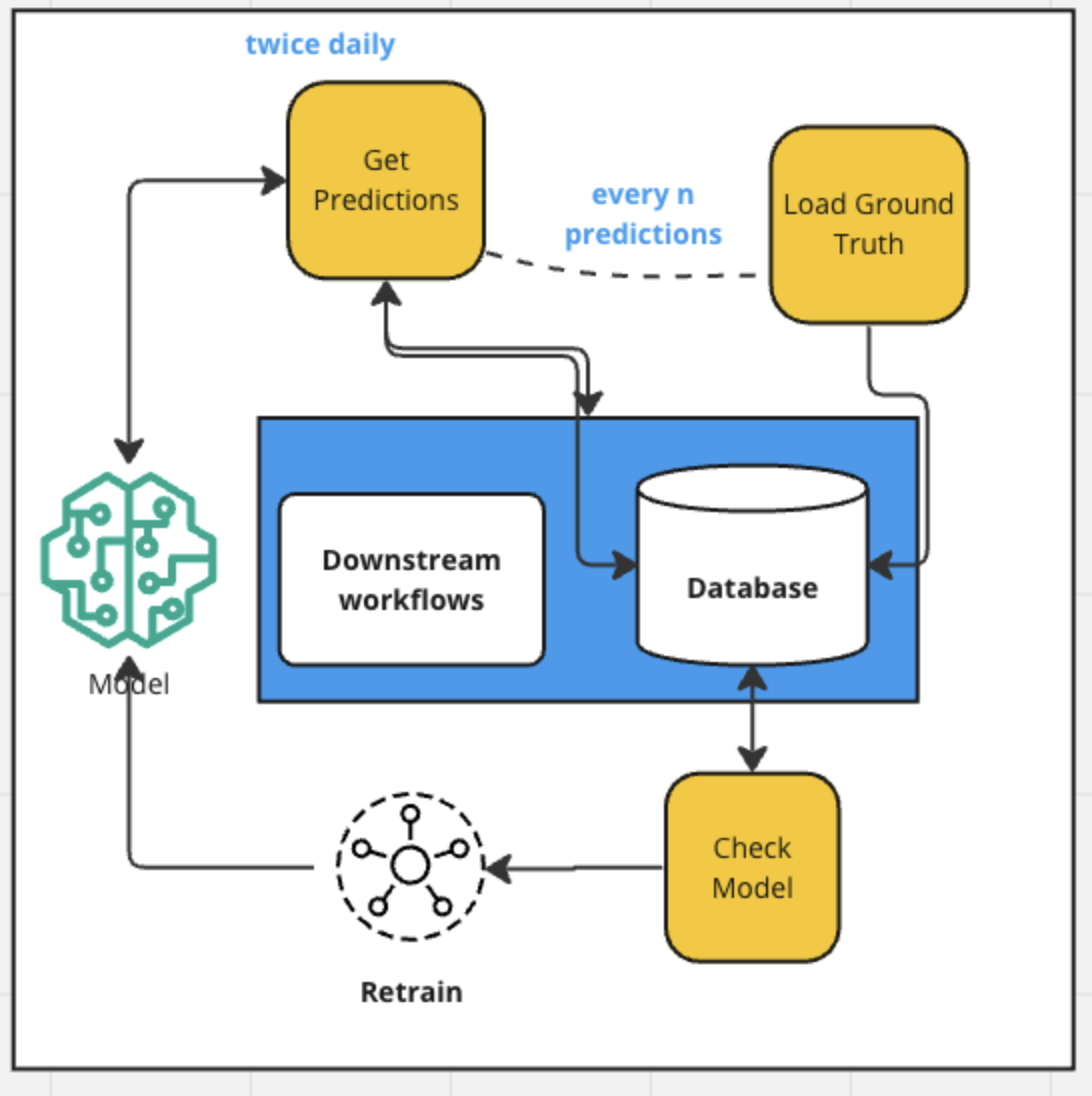 twice daily
Get
Predictions
every n
predictions
Load Ground
Truth
Downstream
workflows
Database
Model
Check
Model
Retrain